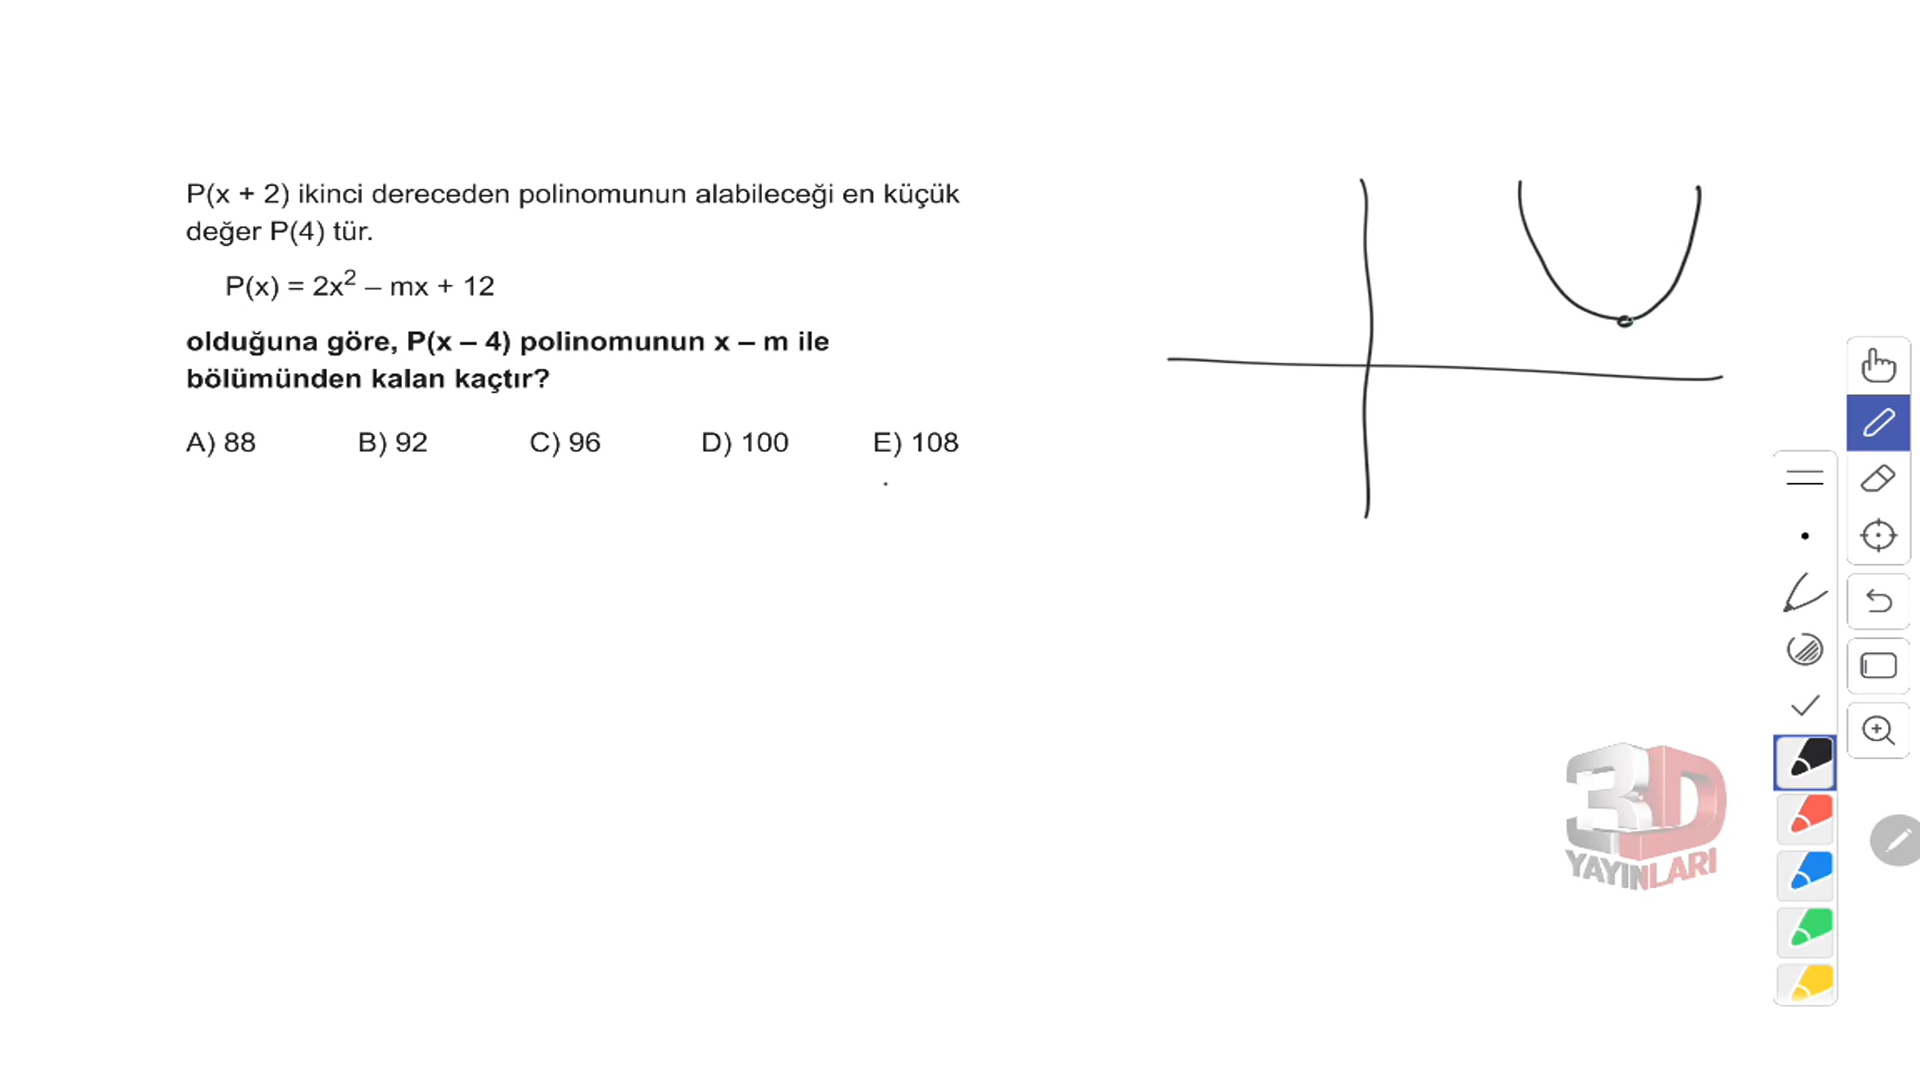 P(x + 2) ikinci dereceden polinomunun alabileceği en küçük
değer P(4) tür.
P(x) = 2x² – mx + 12
olduğuna göre, P(x – 4) polinomunun x – m ile
bölümünden kalan kaçtır?
A) 88 B) 92 C) 96 D) 100 E) 108
3D
YAYINLARI